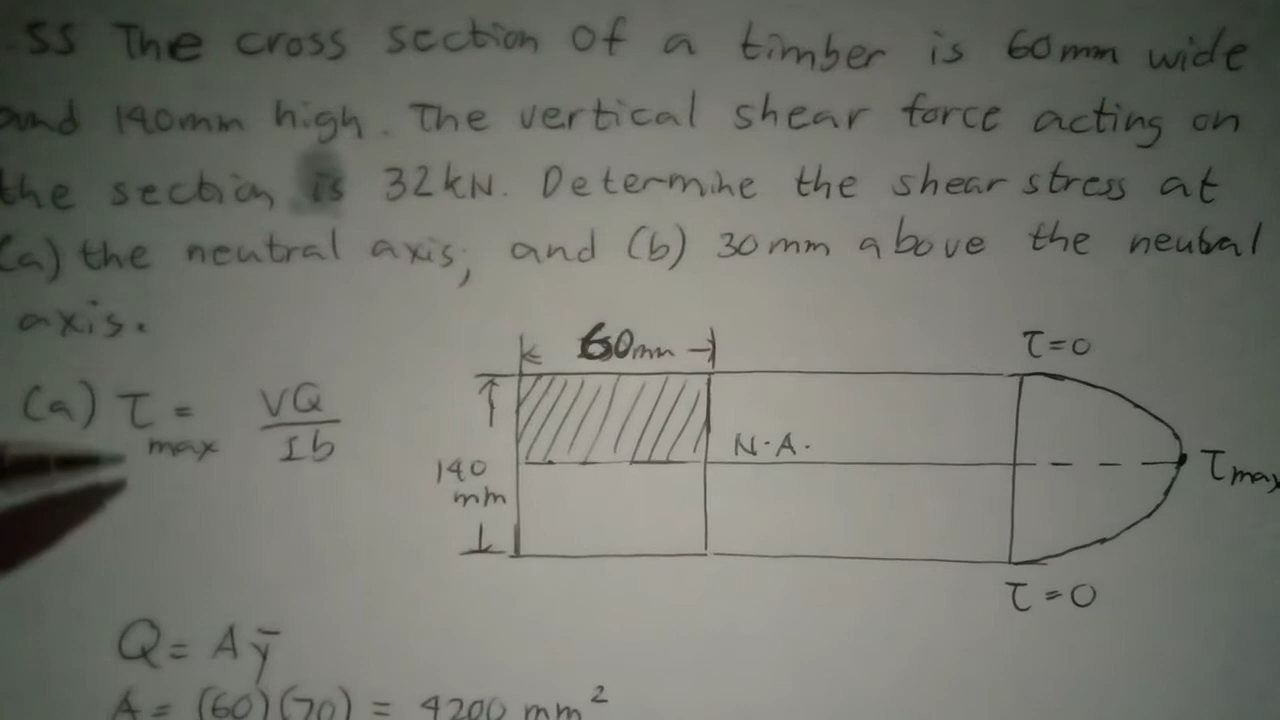 SS The cross section of a timber is 60mm wide
and 140mm high. The vertical shear force acting on
the section is 32kN. Determine the shear stress at
(a) the neutral axis, and (b) 30mm above the neutral
axis.
60mm
τ=0
(a) τmax = VQ/Ib
N.A.
140
mm
τmax
τ=0
Q = Aȳ
A = (60)(70) = 4200 mm²